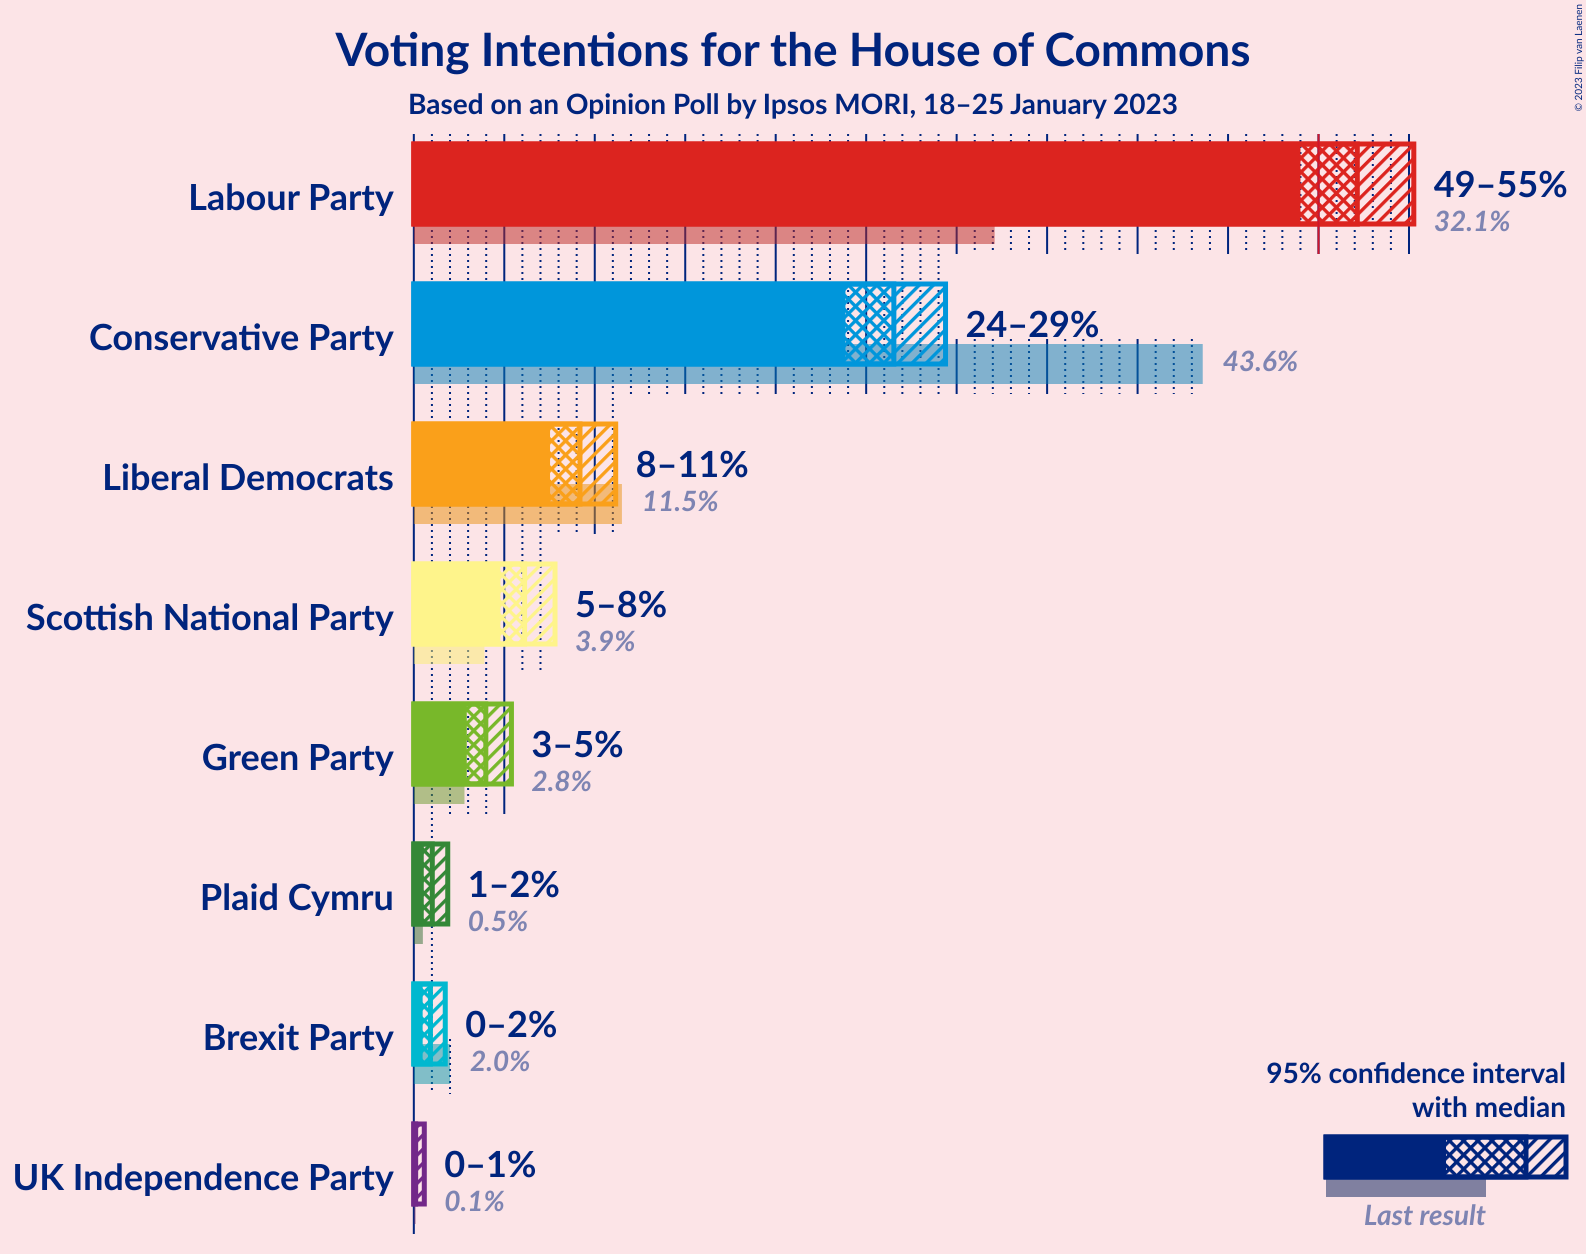 Voting Intentions for the House of Commons
Based on an Opinion Poll by Ipsos MORI, 18–25 January 2023
© 2023 Filip van Laenen
Labour Party
49–55%
32.1%
Conservative Party
24–29%
43.6%
Liberal Democrats
8–11%
11.5%
Scottish National Party
5–8%
3.9%
Green Party
3–5%
2.8%
Plaid Cymru
1–2%
0.5%
Brexit Party
0–2%
2.0%
UK Independence Party
0–1%
0.1%
95% confidence interval
with median
Last result